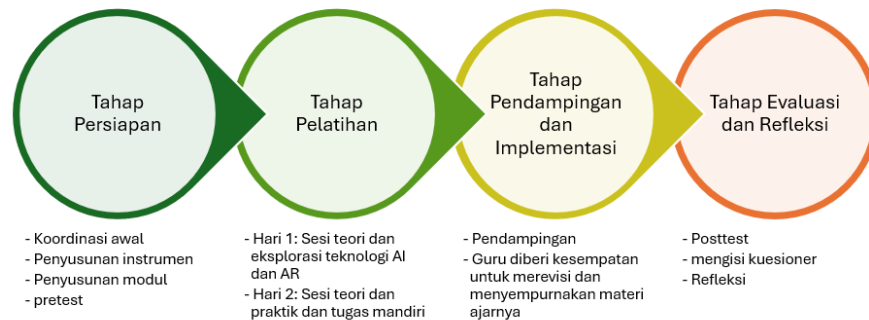 Tahap
Persiapan
- Koordinasi awal
- Penyusunan instrumen
- Penyusunan modul
- pretest
Tahap
Pelatihan
- Hari 1: Sesi teori dan
eksplorasi teknologi AI
dan AR
- Hari 2: Sesi teori dan
praktik dan tugas mandiri
Tahap
Pendampingan
dan
Implementasi
- Pendampingan
- Guru diberi kesempatan
untuk merevisi dan
menyempurnakan materi
ajarnya
Tahap Evaluasi
dan Refleksi
- Posttest
- mengisi kuesioner
- Refleksi